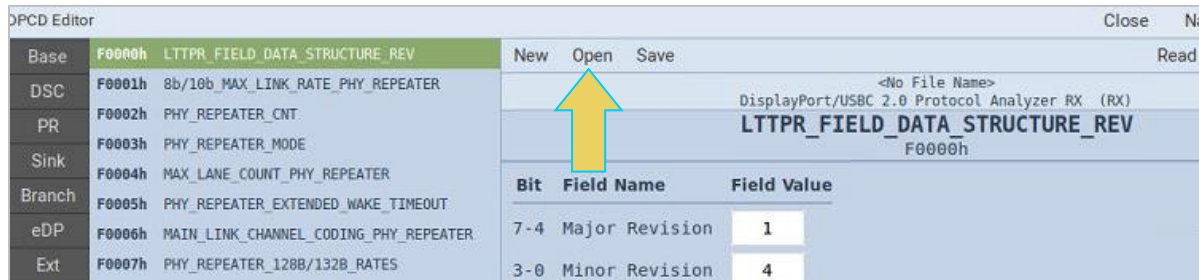 DPCD Editor Close
Base
DSC
PR
Sink
Branch
eDP
Ext
F0000h LTTPR_FIELD_DATA_STRUCTURE_REV
F0001h 8b/10b_MAX_LINK_RATE_PHY_REPEATER
F0002h PHY_REPEATER_CNT
F0003h PHY_REPEATER_MODE
F0004h MAX_LANE_COUNT_PHY_REPEATER
F0005h PHY_REPEATER_EXTENDED_WAKE_TIMEOUT
F0006h MAIN_LINK_CHANNEL_CODING_PHY_REPEATER
F0007h PHY_REPEATER_128B/132B_RATES
New Open Save Read
<No File Name>
DisplayPort/USBC 2.0 Protocol Analyzer RX (RX)
LTTPR_FIELD_DATA_STRUCTURE_REV
F0000h
Bit Field Name Field Value
7-4 Major Revision 1
3-0 Minor Revision 4